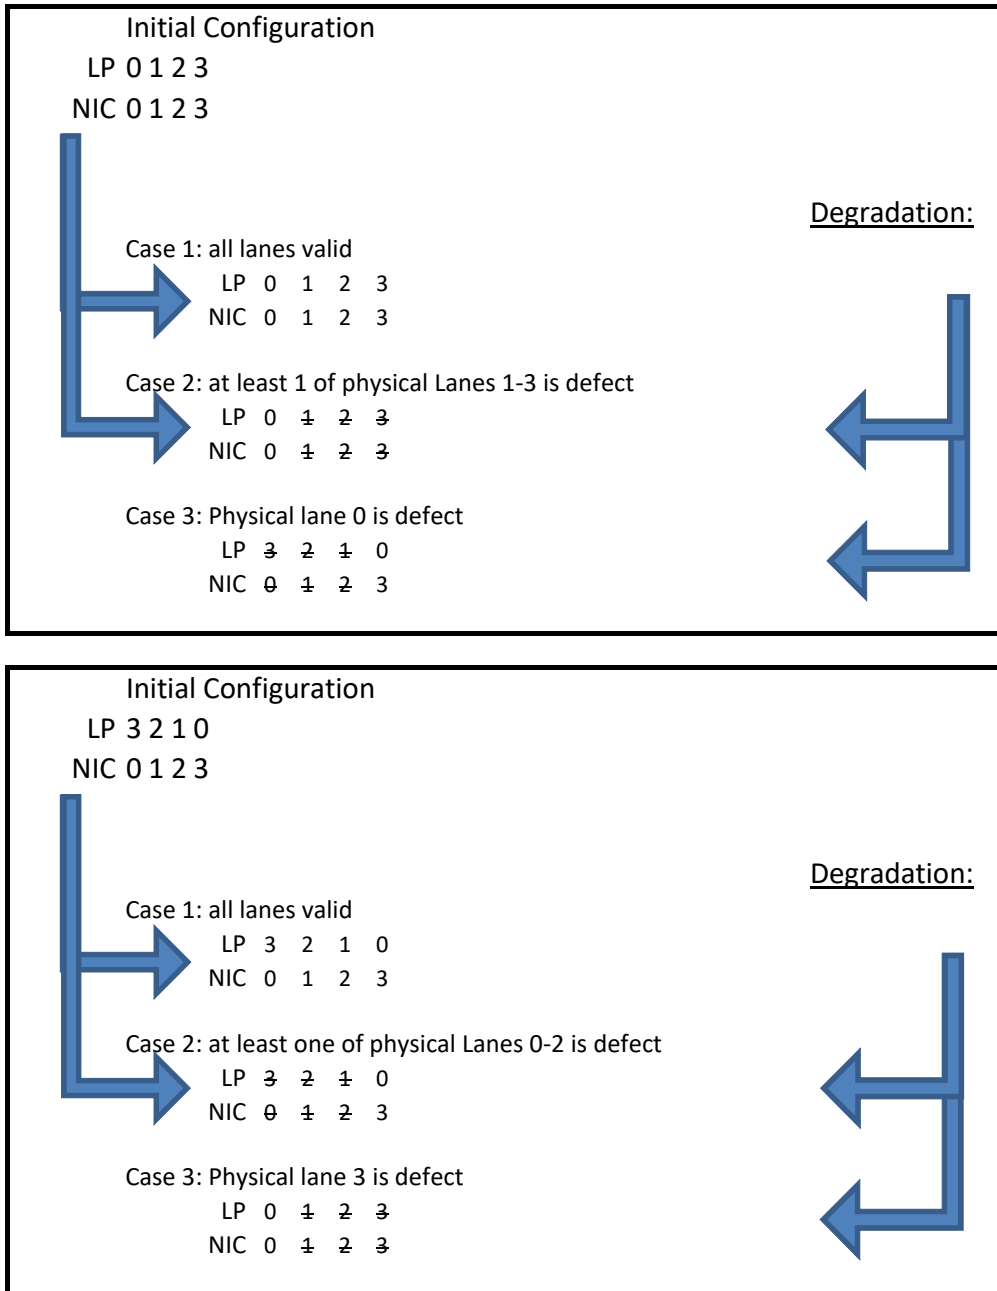 Initial Configuration
LP 0 1 2 3
NIC 0 1 2 3
Degradation:
Case 1: all lanes valid
LP 0 1 2 3
NIC 0 1 2 3
Case 2: at least 1 of physical Lanes 1-3 is defect
LP 0 1 2 3
NIC 0 1 2 3
Case 3: Physical lane 0 is defect
LP 3 2 1 0
NIC 0 1 2 3
Initial Configuration
LP 3 2 1 0
NIC 0 1 2 3
Degradation:
Case 1: all lanes valid
LP 3 2 1 0
NIC 0 1 2 3
Case 2: at least one of physical Lanes 0-2 is defect
LP 3 2 1 0
NIC 0 1 2 3
Case 3: Physical lane 3 is defect
LP 0 1 2 3
NIC 0 1 2 3